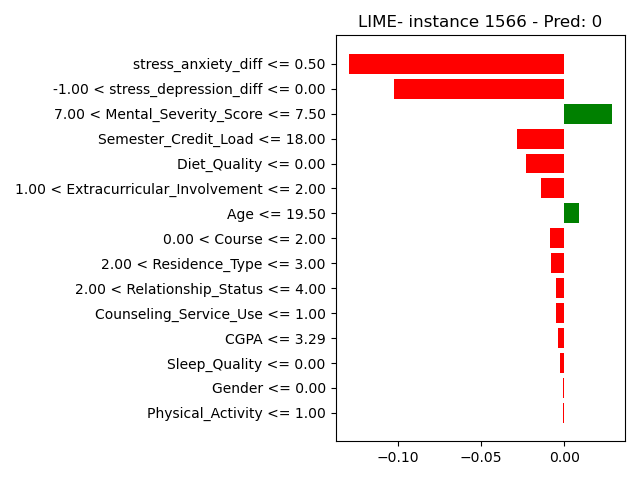 LIME- instance 1566 - Pred: 0
stress_anxiety_diff <= 0.50
-1.00 < stress_depression_diff <= 0.00
7.00 < Mental_Severity_Score <= 7.50
Semester_Credit_Load <= 18.00
Diet_Quality <= 0.00
1.00 < Extracurricular_Involvement <= 2.00
Age <= 19.50
0.00 < Course <= 2.00
2.00 < Residence_Type <= 3.00
2.00 < Relationship_Status <= 4.00
Counseling_Service_Use <= 1.00
CGPA <= 3.29
Sleep_Quality <= 0.00
Gender <= 0.00
Physical_Activity <= 1.00
−0.10 −0.05 0.00